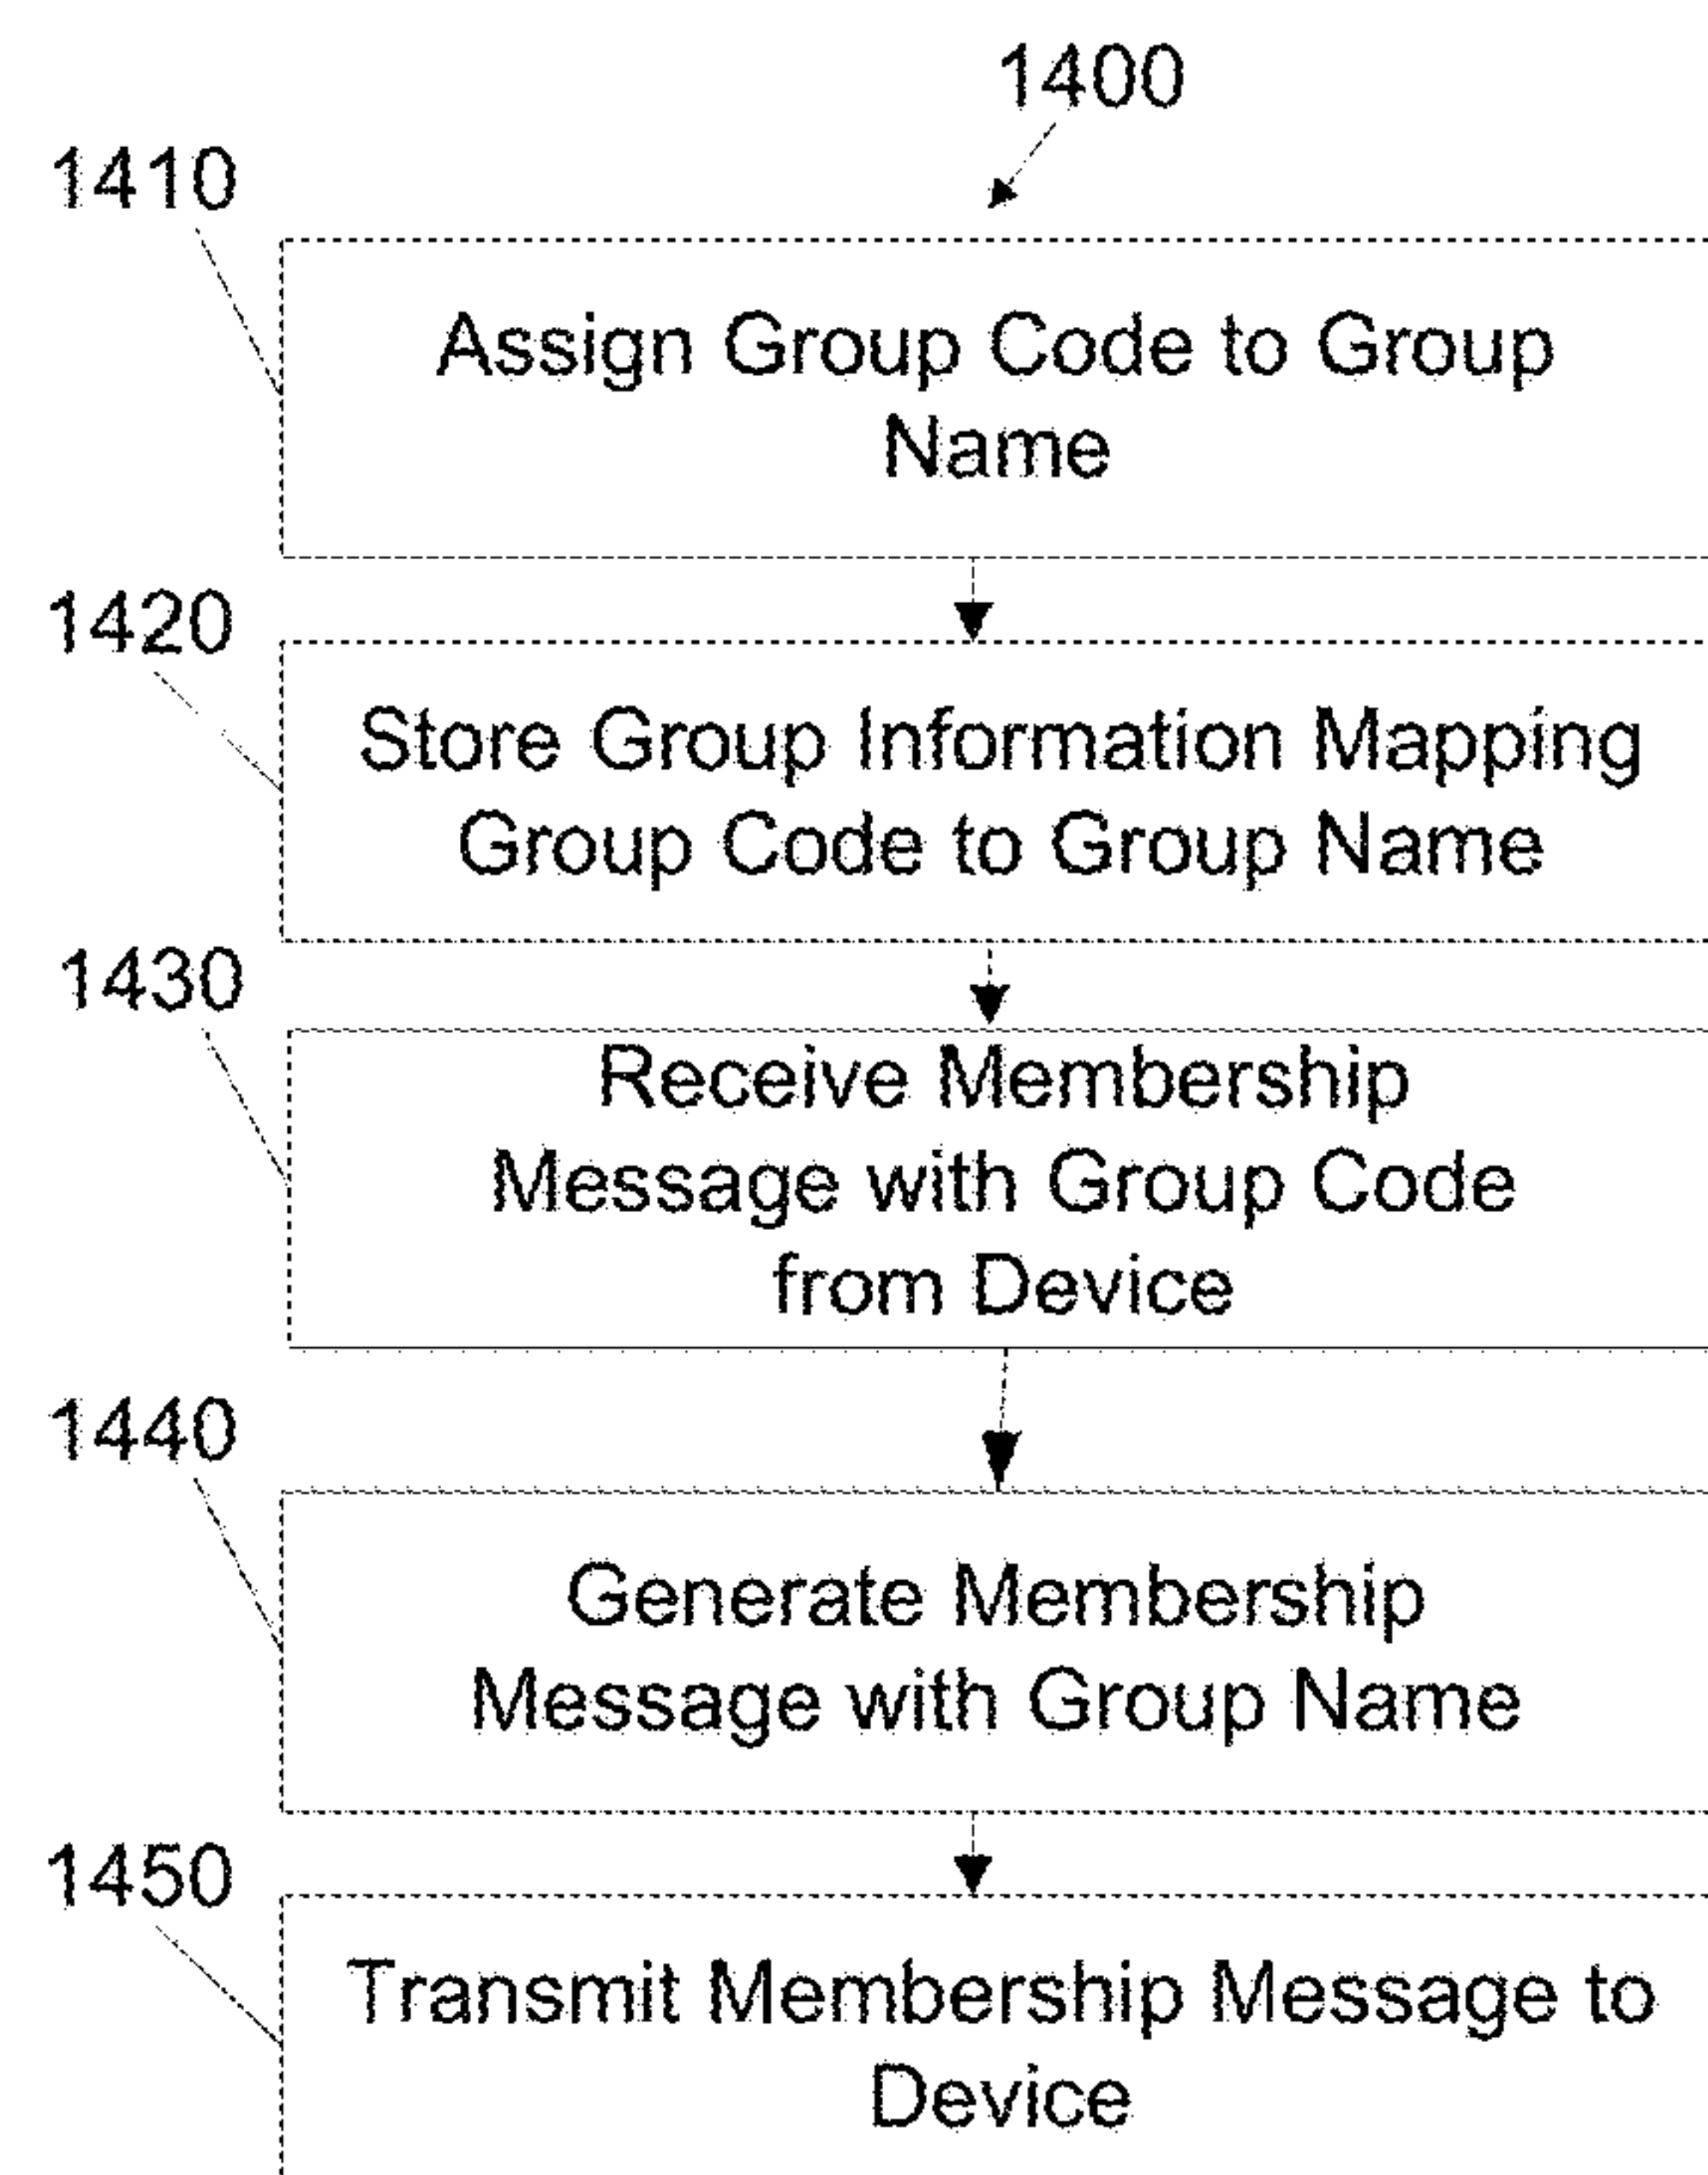 1400
1410
Assign Group Code to Group
Name
1420
Store Group Information Mapping
Group Code to Group Name
1430
Receive Membership
Message with Group Code
from Device
1440
Generate Membership
Message with Group Name
1450
Transmit Membership Message to
Device